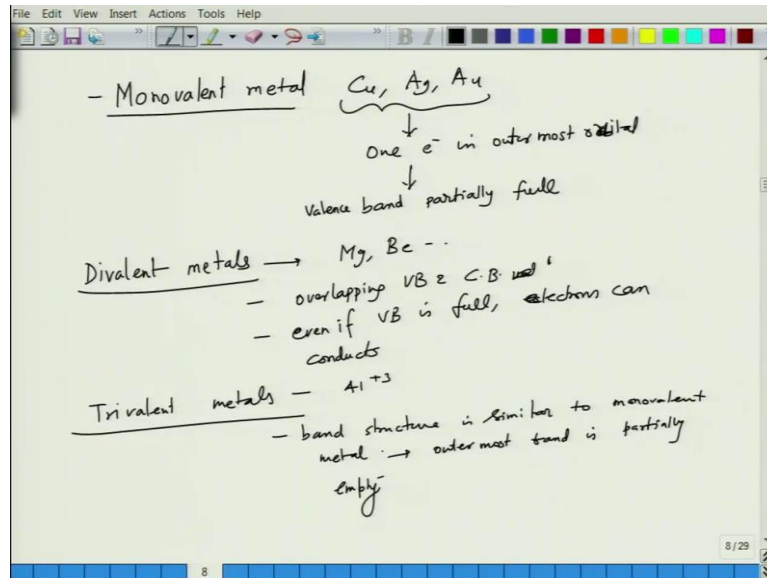 File Edit View Insert Actions Tools Help
B I
- Monovalent metal Cu, Ag, Au
↓
One e⁻ in outermost orbital
↓
Valence band partially full
Divalent metals → Mg, Be --
- overlapping VB & C.B.
- even if VB is full, electrons can
conducts
Trivalent metals - Al⁺³
- band structure is similar to monovalent
metal. → outermost band is partially
empty
8/29
8